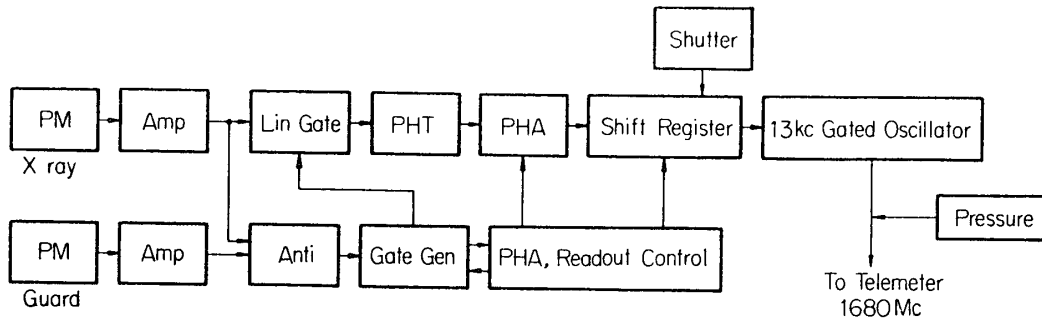 Shutter
PM
Amp
Lin Gate
PHT
PHA
Shift Register
13kc Gated Oscillator
X ray
PM
Amp
Anti
Gate Gen
PHA, Readout Control
Pressure
Guard
To Telemeter
1680 Mc